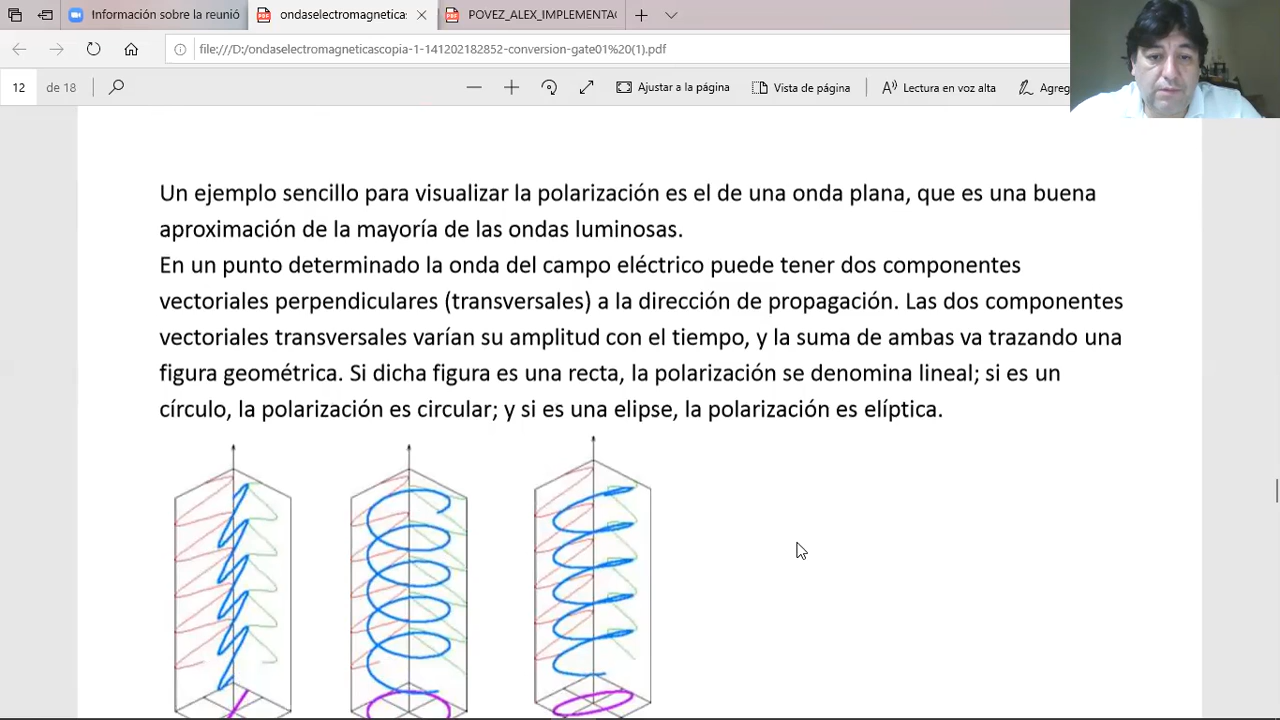 Información sobre la reunió
ondaselectromagneticas
POVEZ_ALEX_IMPLEMENTA
file:///D:/ondaselectromagneticascopia-1-141202182852-conversion-gate01%20(1).pdf
12 de 18 Ajustar a la página Vista de página Lectura en voz alta Agreg
Un ejemplo sencillo para visualizar la polarización es el de una onda plana, que es una buena
aproximación de la mayoría de las ondas luminosas.
En un punto determinado la onda del campo eléctrico puede tener dos componentes
vectoriales perpendiculares (transversales) a la dirección de propagación. Las dos componentes
vectoriales transversales varían su amplitud con el tiempo, y la suma de ambas va trazando una
figura geométrica. Si dicha figura es una recta, la polarización se denomina lineal; si es un
círculo, la polarización es circular; y si es una elipse, la polarización es elíptica.